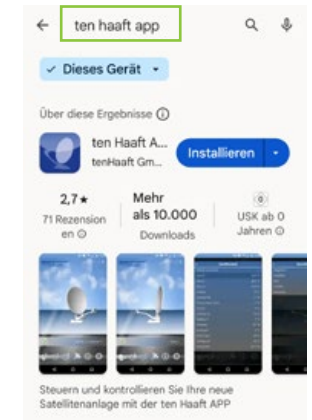 ten haaft app
Dieses Gerät
Über diese Ergebnisse
ten Haaft A...
tenHaaft Gm...
Installieren
2,7★
71 Rezension
en
Mehr
als 10.000
Downloads
0
USK ab 0
Jahren
Steuern und kontrollieren Sie Ihre neue
Satellitenanlage mit der ten Haaft APP